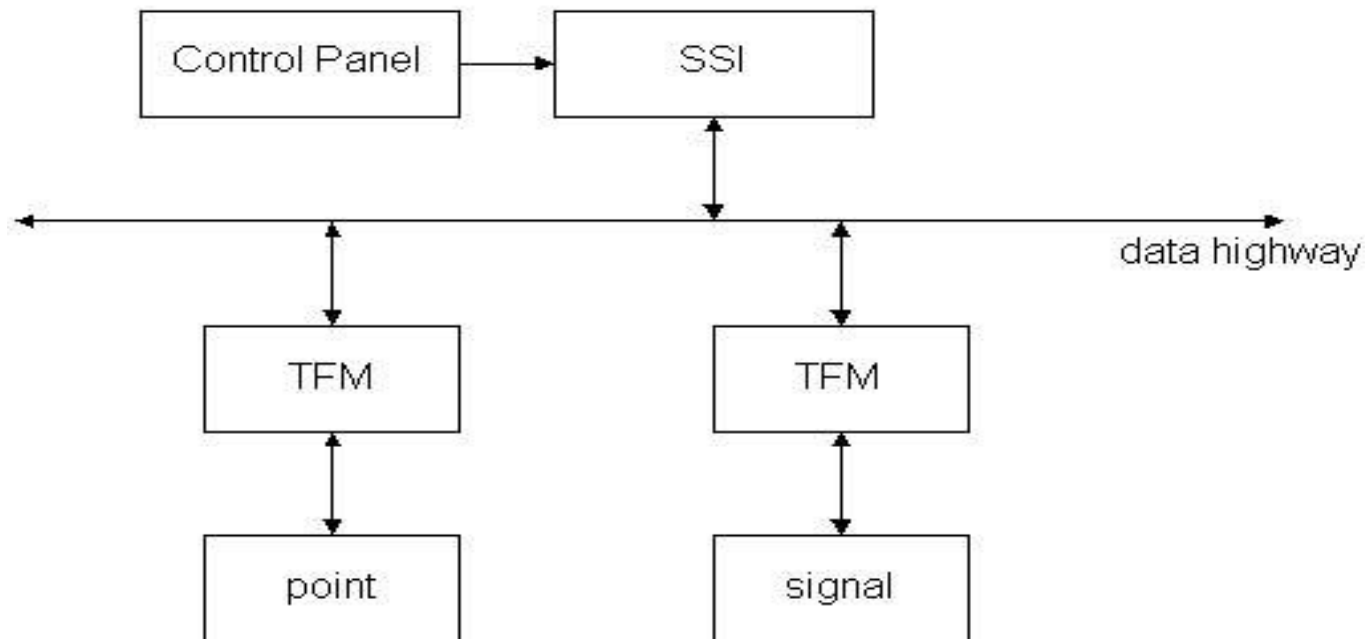 Control Panel
SSI
data highway
TFM
TFM
point
signal